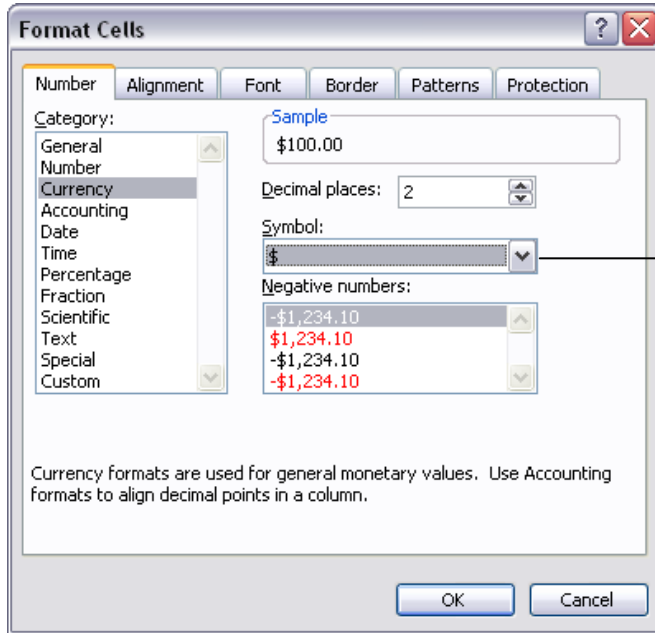 Format Cells
?
Number
Alignment
Font
Border
Patterns
Protection
Category:
General
Number
Currency
Accounting
Date
Time
Percentage
Fraction
Scientific
Text
Special
Custom
Sample
$100.00
Decimal places: 2
Symbol:
$
Negative numbers:
-$1,234.10
$1,234.10
-$1,234.10
-$1,234.10
Currency formats are used for general monetary values.  Use Accounting
formats to align decimal points in a column.
OK
Cancel